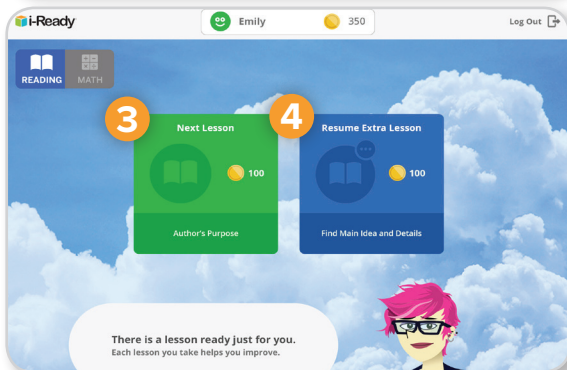 i-Ready
Emily
350
Log Out
READING
MATH
3
Next Lesson
100
Author's Purpose
4
Resume Extra Lesson
100
Find Main Idea and Details
There is a lesson ready just for you.
Each lesson you take helps you improve.